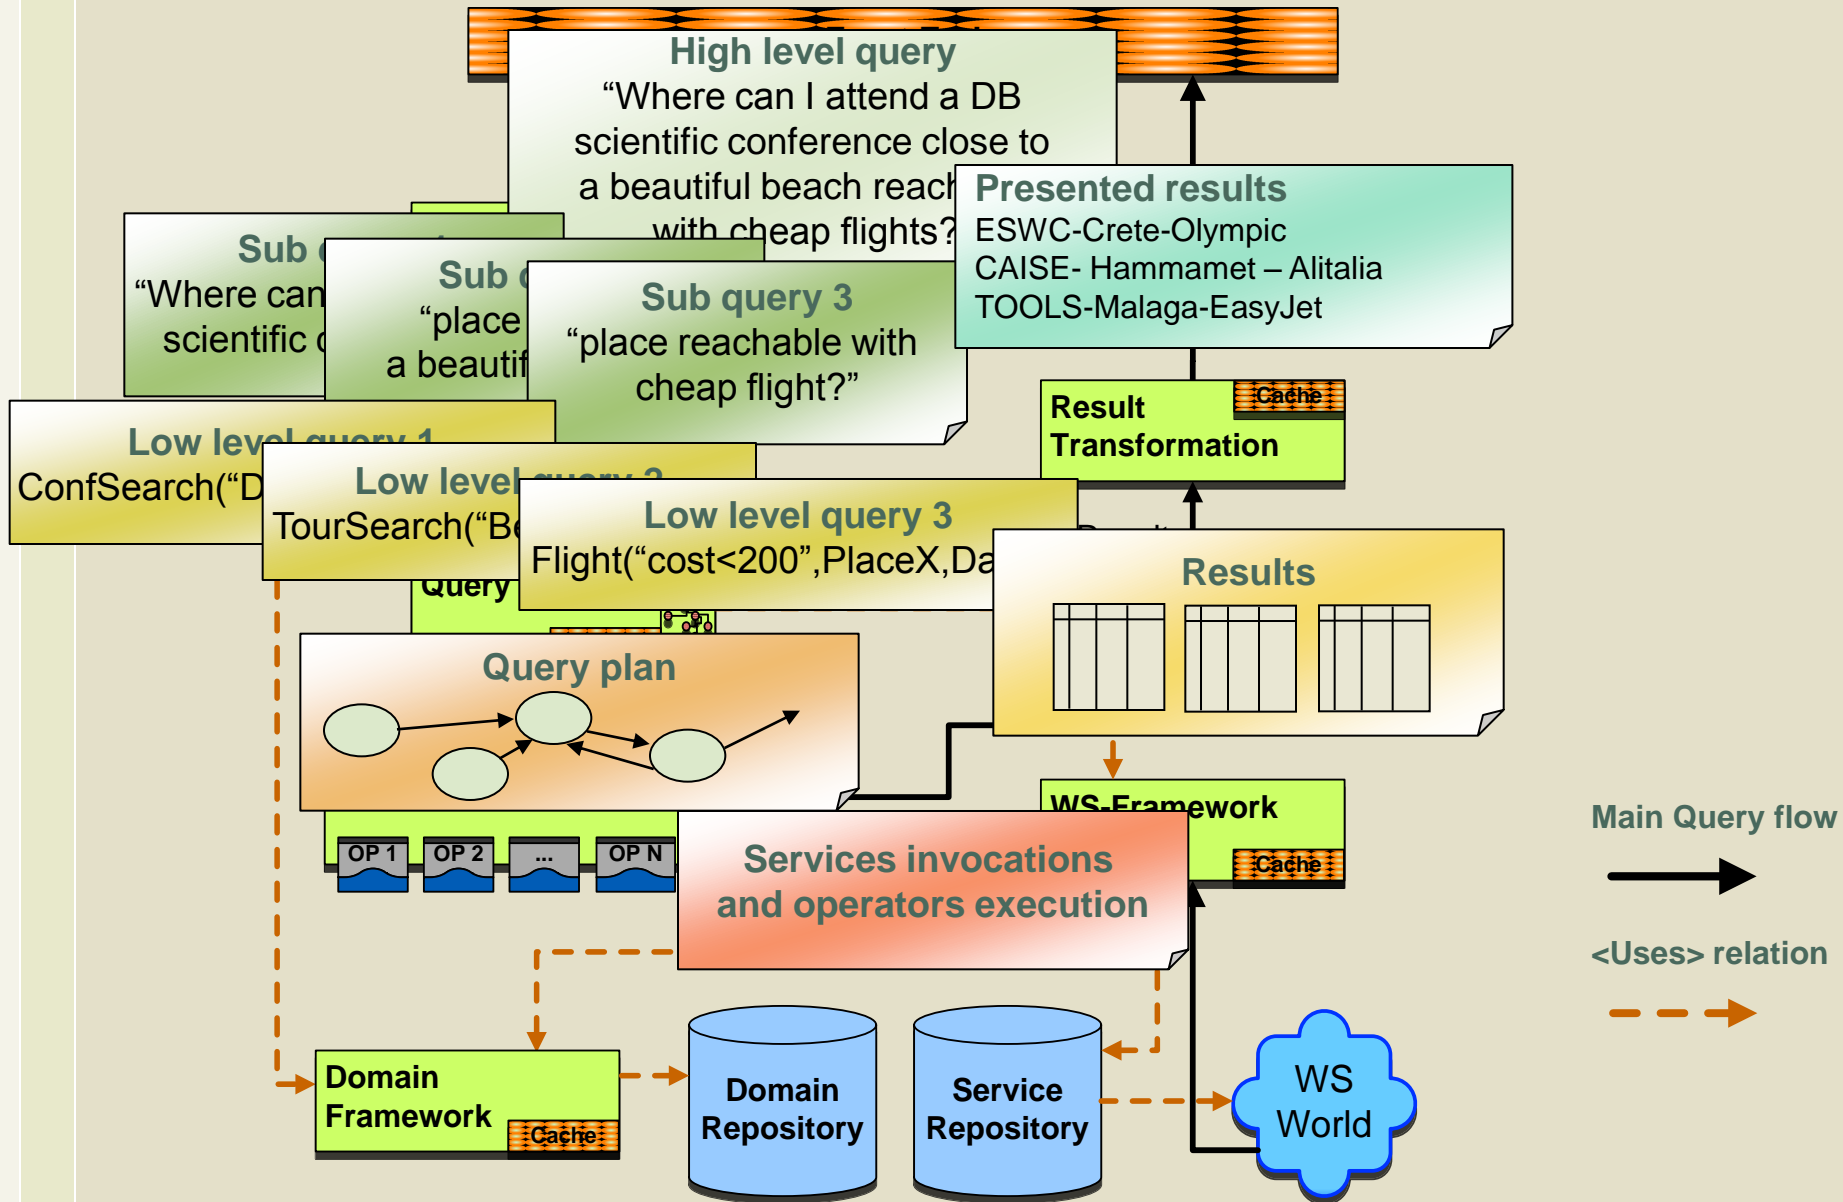 High level query
“Where can I attend a DB
scientific conference close to
a beautiful beach reach
with cheap flights?
Presented results
ESWC-Crete-Olympic
CAISE- Hammamet – Alitalia
TOOLS-Malaga-EasyJet
Sub
“Where can
scientific
Sub
“place
a beautif
Sub query 3
“place reachable with
cheap flight?”
Result
Transformation
Cache
Low level query 1
ConfSearch(“D
Low level query 2
TourSearch(“Be
Low level query 3
Flight(“cost<200”,PlaceX,Da
Query
Results
Query plan
WS-Framework
Cache
OP 1
OP 2
...
OP N
Services invocations
and operators execution
Main Query flow
<Uses> relation
Domain
Framework
Cache
Domain
Repository
Service
Repository
WS
World